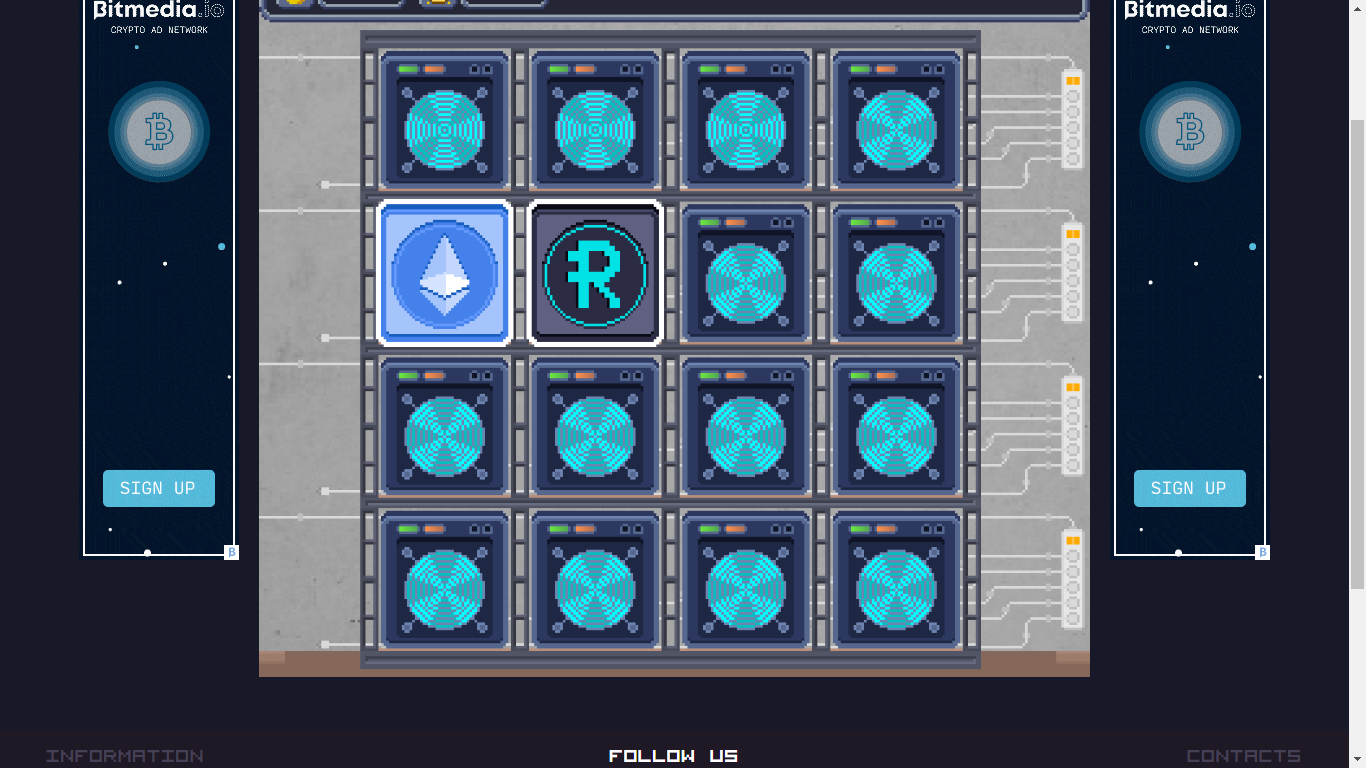 Bitmedia.io
CRYPTO AD NETWORK
SIGN UP
Bitmedia.io
CRYPTO AD NETWORK
SIGN UP
INFORMATION
FOLLOW US
CONTACTS